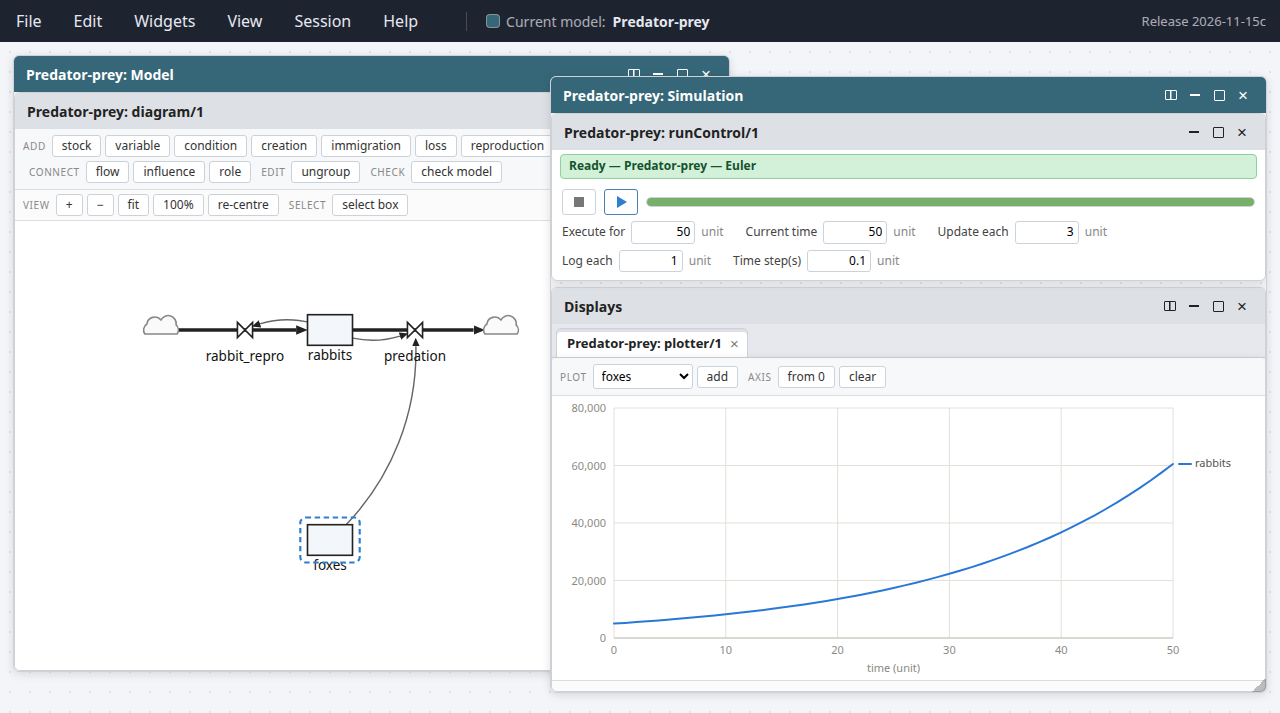 File Edit Widgets View Session Help Current model: Predator-prey Release 2026-11-15c
Predator-prey: Model
Predator-prey: diagram/1
ADD stock variable condition creation immigration loss reproduction
CONNECT flow influence role EDIT ungroup CHECK check model
VIEW + − fit 100% re-centre SELECT select box
rabbit_repro rabbits predation
foxes
Predator-prey: Simulation
Predator-prey: runControl/1
Ready — Predator-prey — Euler
Execute for 50 unit Current time 50 unit Update each 3 unit
Log each 1 unit Time step(s) 0.1 unit
Displays
Predator-prey: plotter/1 ×
PLOT foxes add AXIS from 0 clear
80,000
60,000
40,000
20,000
0
rabbits
0 10 20 30 40 50
time (unit)